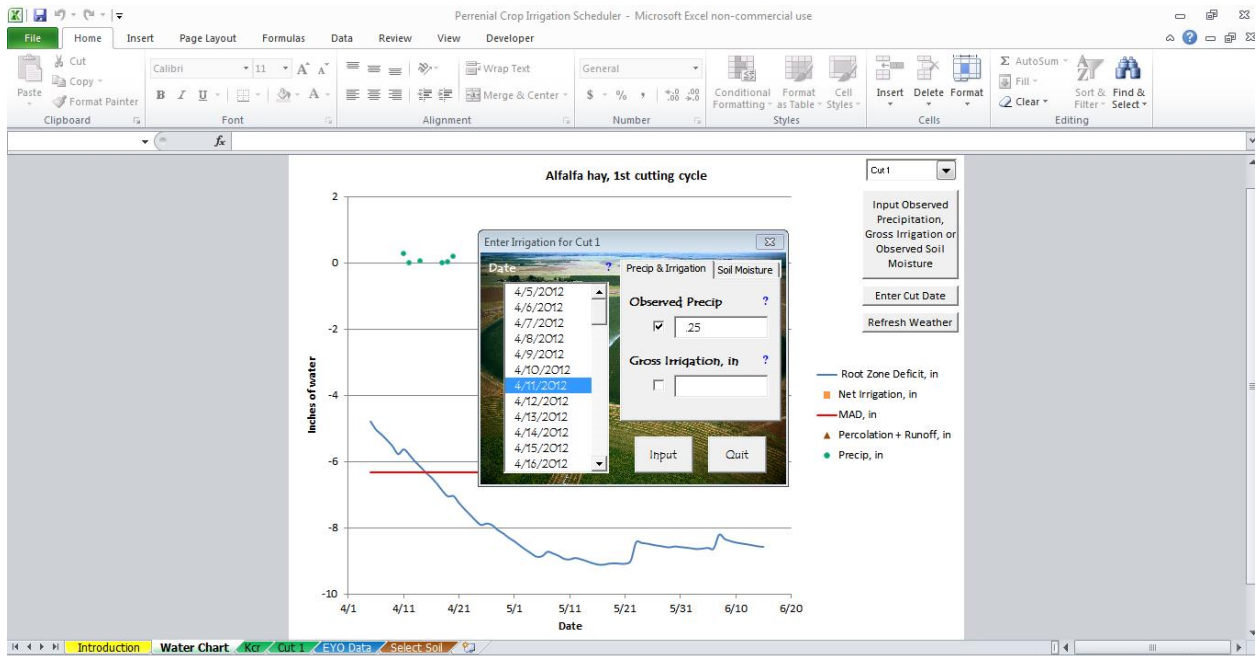 Perrenial Crop Irrigation Scheduler - Microsoft Excel non-commercial use
File Home Insert Page Layout Formulas Data Review View Developer
Cut
Copy
Format Painter
Paste
Clipboard
Calibri 11
B I U
Font
Wrap Text
Merge & Center
Alignment
General
$ % ,
Number
Conditional Formatting
Format as Table
Cell Styles
Styles
Insert Delete Format
Cells
AutoSum
Fill
Clear
Sort & Filter
Find & Select
Editing
fx
Alfalfa hay, 1st cutting cycle
Inches of water
2
0
-2
-4
-6
-8
-10
4/1 4/11 4/21 5/1 5/11 5/21 5/31 6/10 6/20
Date
Enter Irrigation for Cut 1
Date ?
4/5/2012
4/6/2012
4/7/2012
4/8/2012
4/9/2012
4/10/2012
4/11/2012
4/12/2012
4/13/2012
4/14/2012
4/15/2012
4/16/2012
Precip & Irrigation Soil Moisture
Observed Precip ?
.25
Gross Irrigation, in ?
Input Quit
Cut 1
Input Observed
Precipitation,
Gross Irrigation or
Observed Soil
Moisture
Enter Cut Date
Refresh Weather
Root Zone Deficit, in
Net Irrigation, in
MAD, in
Percolation + Runoff, in
Precip, in
Introduction Water Chart Kcr Cut 1 EYO Data Select Soil